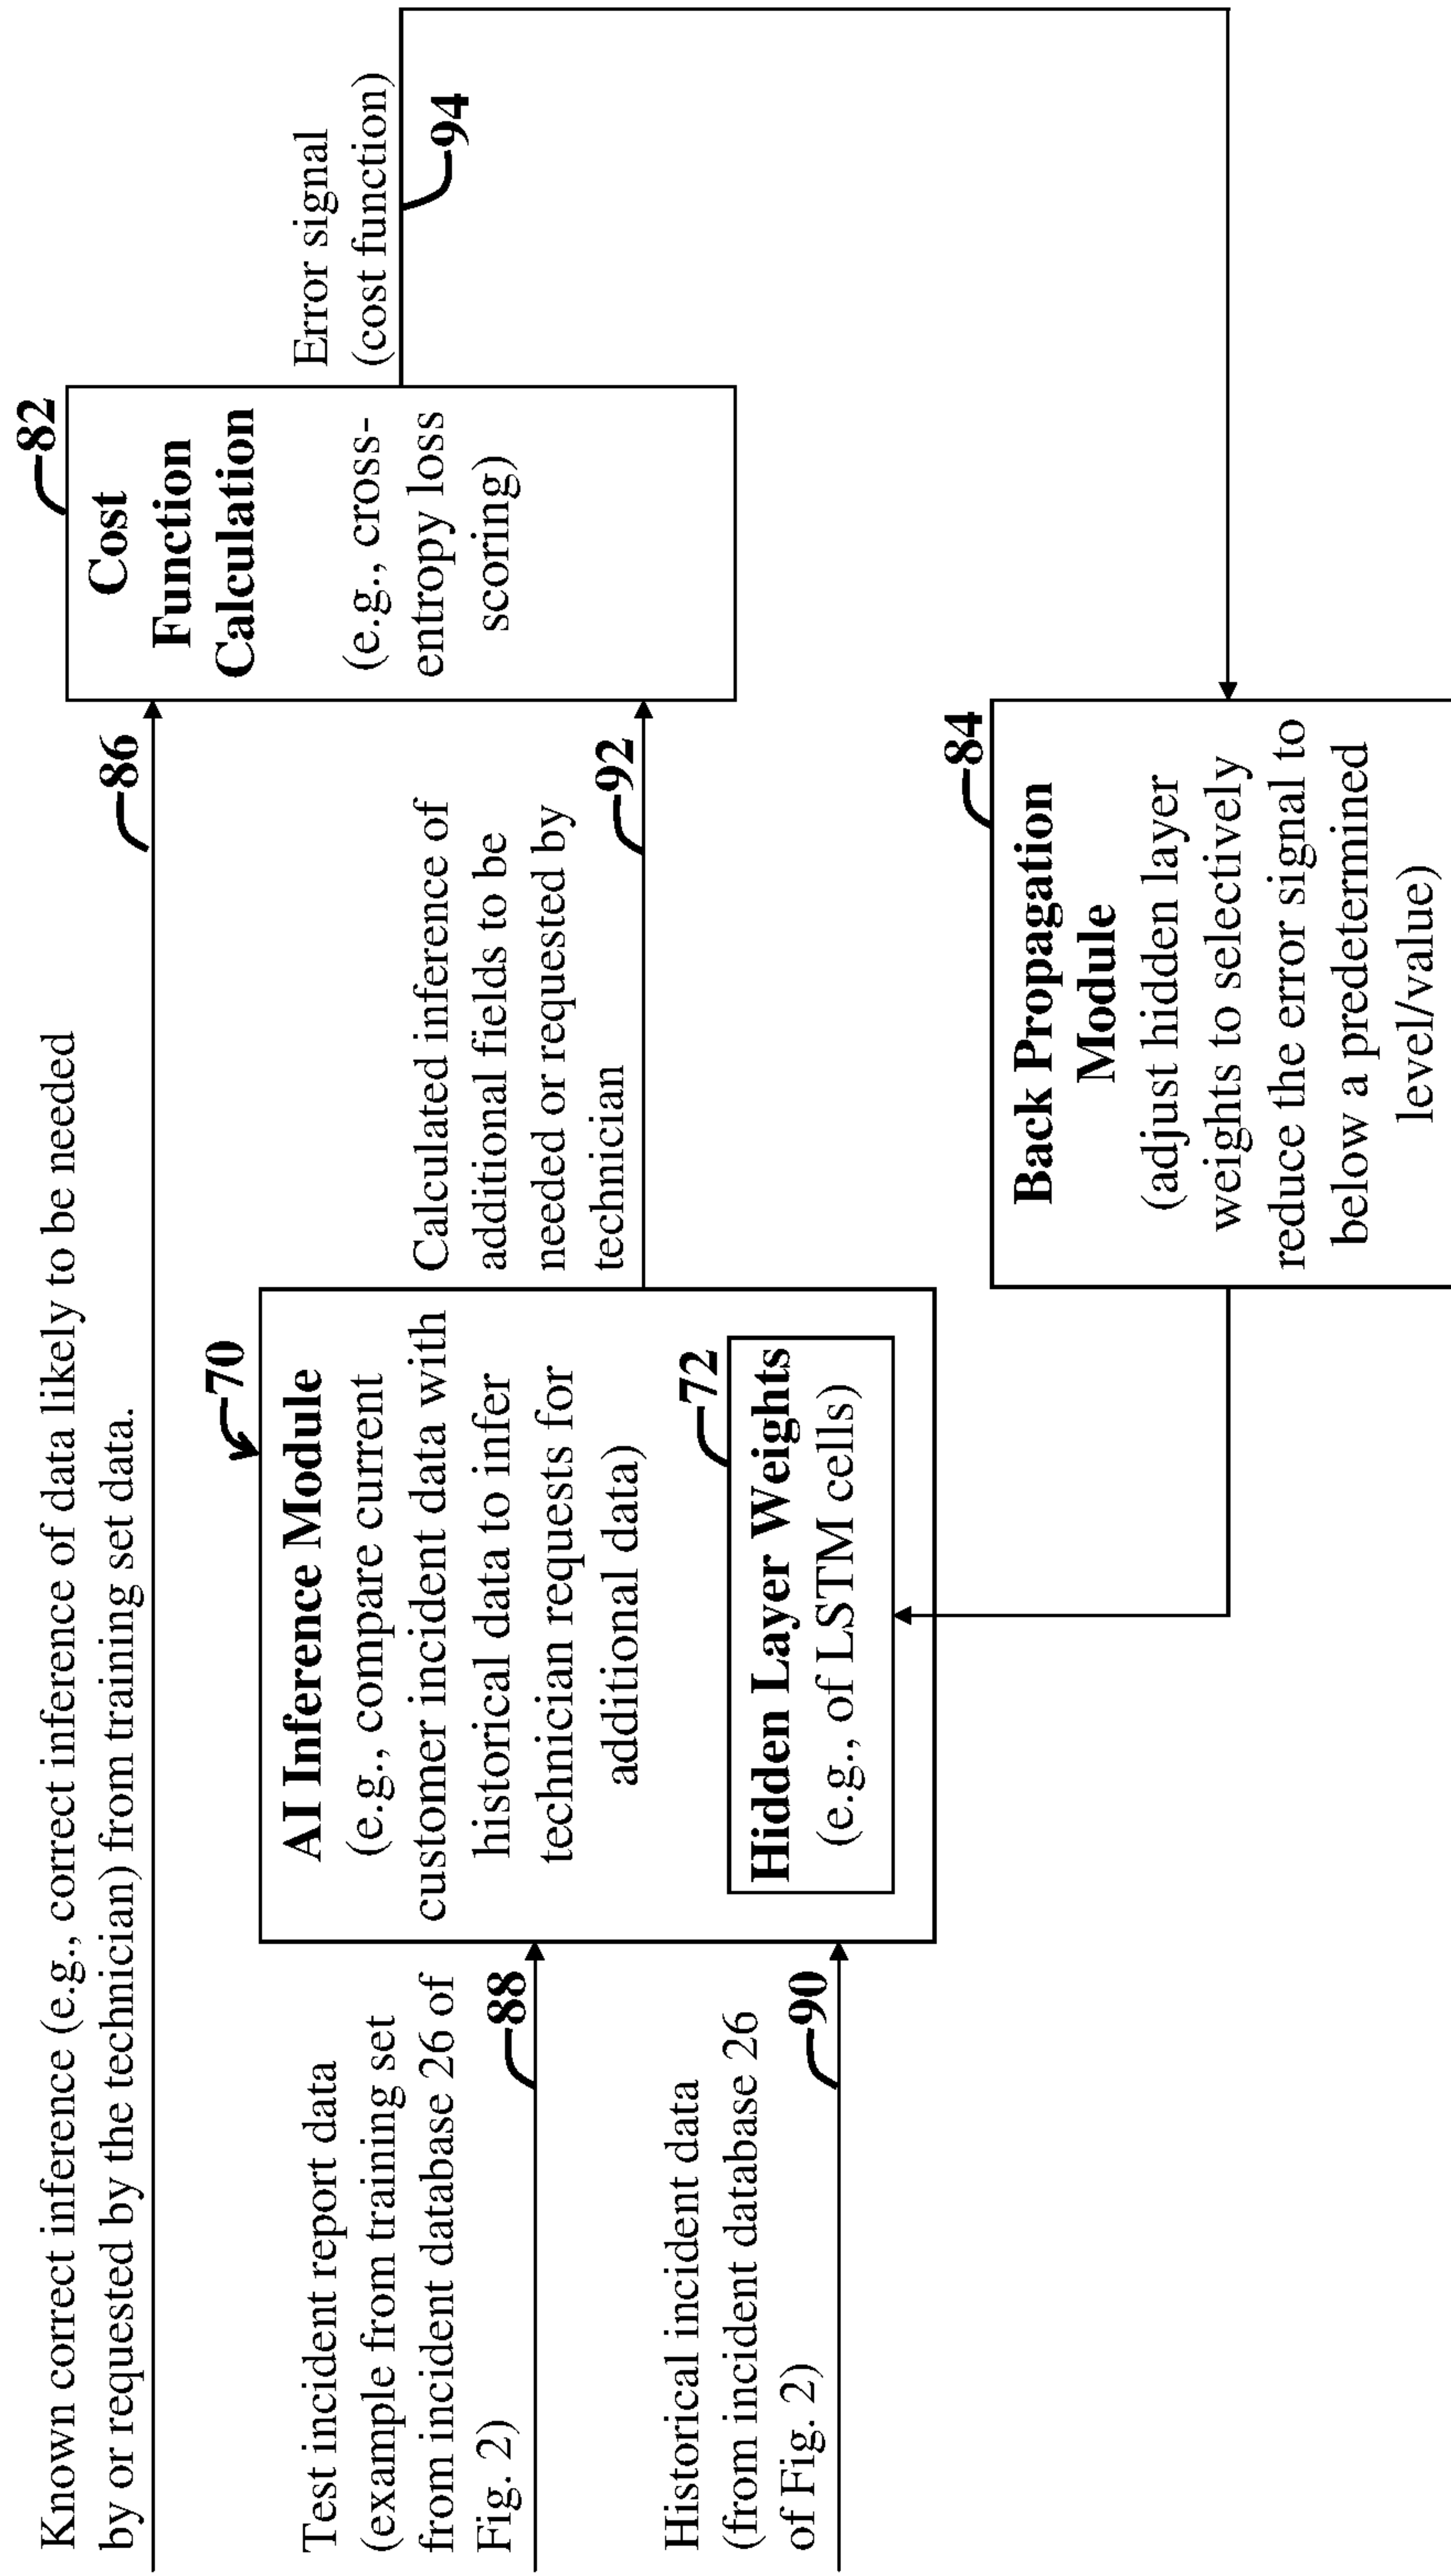 Known correct inference (e.g., correct inference of data likely to be needed
by or requested by the technician) from training set data.
86
82
Cost
Function
Calculation
(e.g., cross-
entropy loss
scoring)
Error signal
(cost function)
94
Test incident report data
(example from training set
from incident database 26 of
Fig. 2)
88
Historical incident data
(from incident database 26
of Fig. 2)
90
70
AI Inference Module
(e.g., compare current
customer incident data with
historical data to infer
technician requests for
additional data)
72
Hidden Layer Weights
(e.g., of LSTM cells)
Calculated inference of
additional fields to be
needed or requested by
technician
92
84
Back Propagation
Module
(adjust hidden layer
weights to selectively
reduce the error signal to
below a predetermined
level/value)